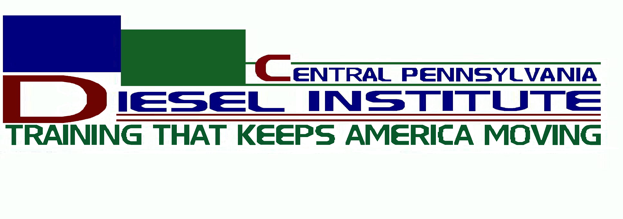 CENTRAL PENNSYLVANIA
DIESEL INSTITUTE
TRAINING THAT KEEPS AMERICA MOVING